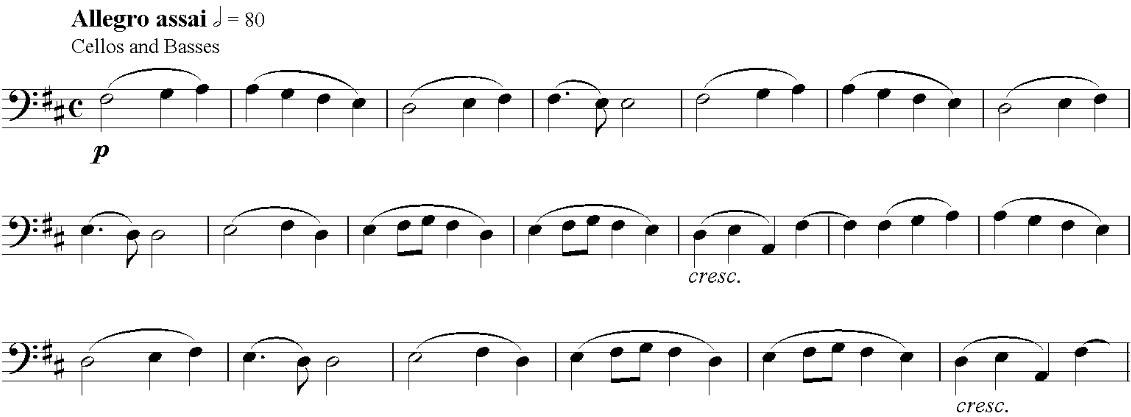 Allegro assai 𝅗𝅥 = 80
Cellos and Basses
p
cresc.
cresc.